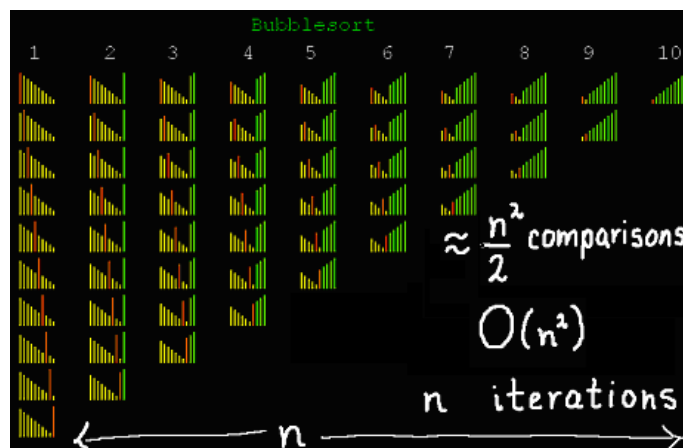 Bubblesort
1 2 3 4 5 6 7 8 9 10
≈ n²/2 comparisons
O(n²)
n iterations
n